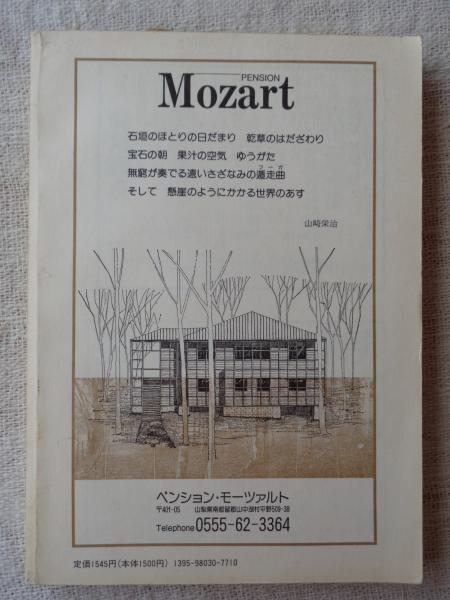 PENSION
Mozart
石垣のほとりの日だまり 乾草のはだざわり
宝石の朝 果汁の空気 ゆうがた
無窮が奏でる遠いさざなみの遁走曲
フーガ
そして 懸崖のようにかかる世界のあす
山崎栄治
ペンション・モーツァルト
〒401-05 山梨県南都留郡山中湖村平野509-38
Telephone 0555-62-3364
定価1545円(本体1500円) 1395-98030-7710